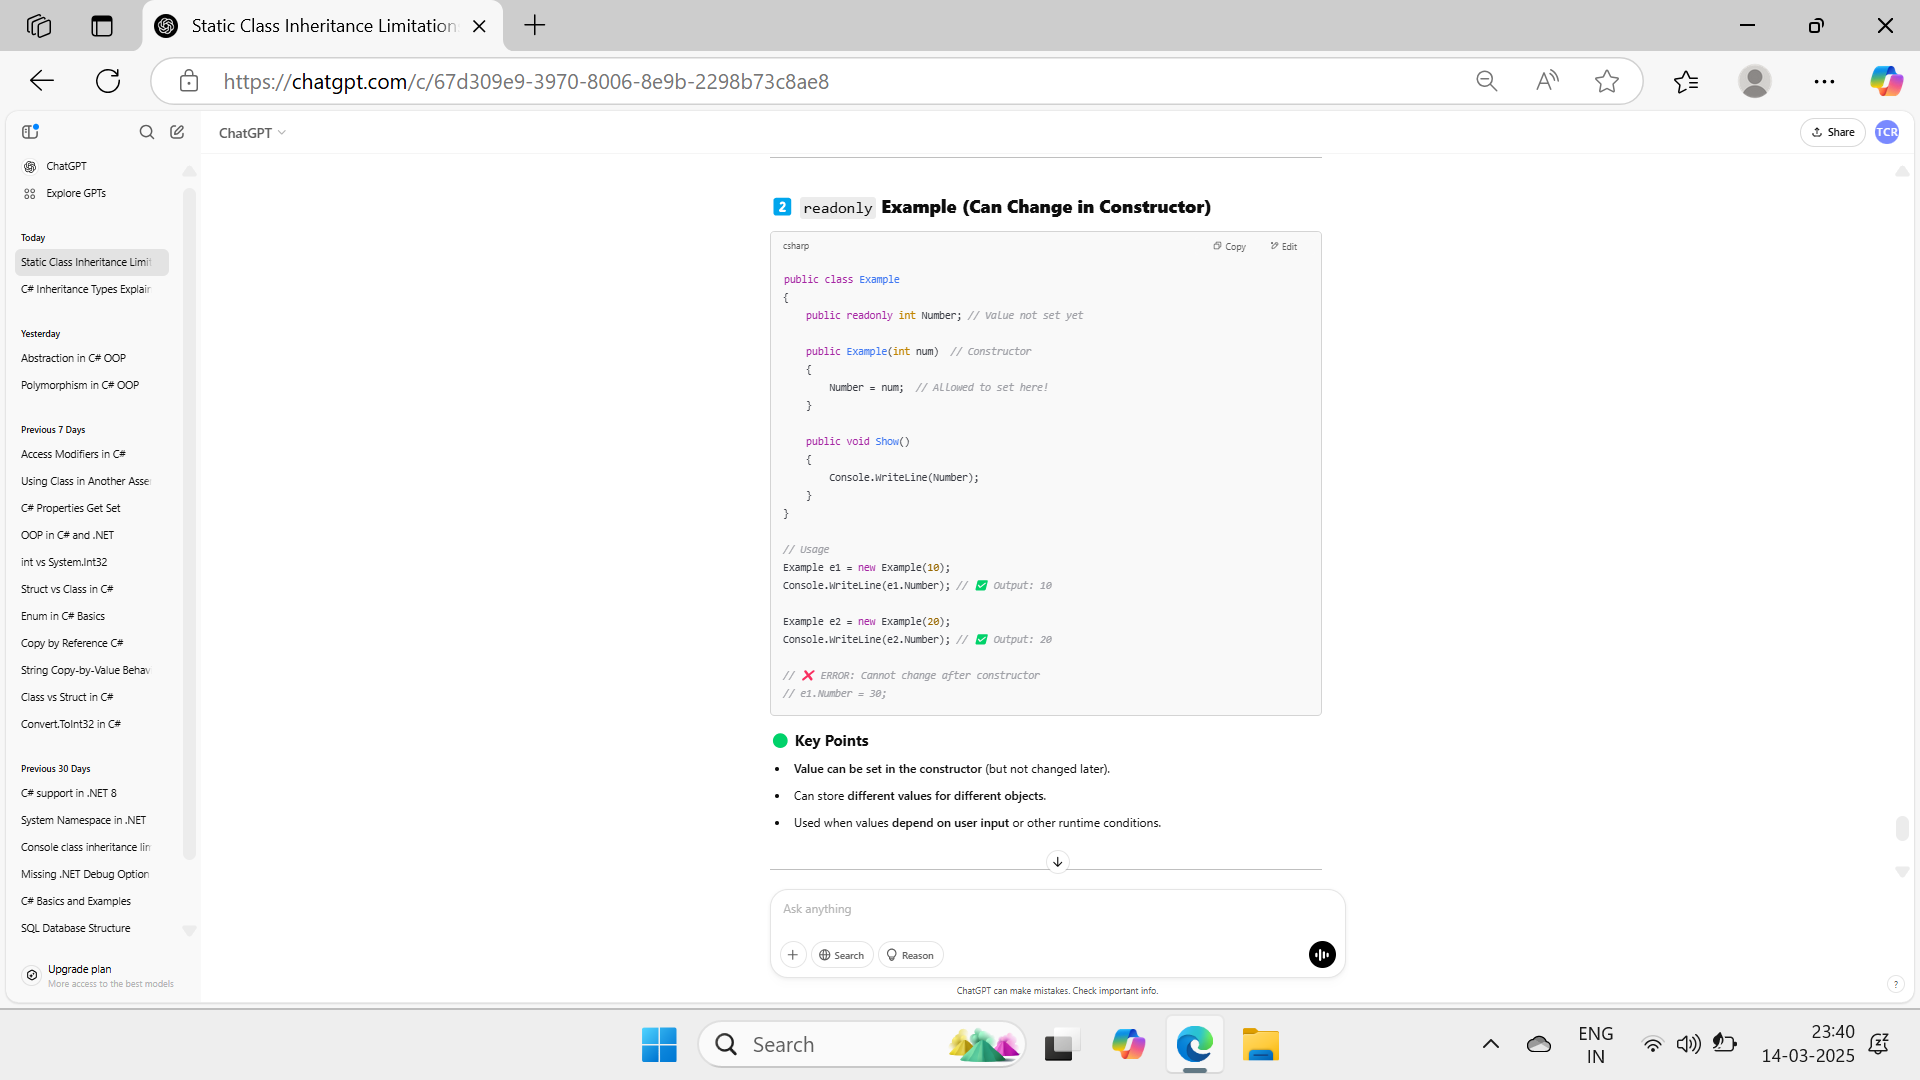 Static Class Inheritance Limitation
https://chatgpt.com/c/67d309e9-3970-8006-8e9b-2298b73c8ae8
ChatGPT
Share
TCR
ChatGPT
Explore GPTs
Today
Static Class Inheritance Limit
C# Inheritance Types Explain
Yesterday
Abstraction in C# OOP
Polymorphism in C# OOP
Previous 7 Days
Access Modifiers in C#
Using Class in Another Asse
C# Properties Get Set
OOP in C# and .NET
int vs System.Int32
Struct vs Class in C#
Enum in C# Basics
Copy by Reference C#
String Copy-by-Value Behav
Class vs Struct in C#
Convert.ToInt32 in C#
Previous 30 Days
C# support in .NET 8
System Namespace in .NET
Console class inheritance lin
Missing .NET Debug Option
C# Basics and Examples
SQL Database Structure
Upgrade plan
More access to the best models
2 readonly Example (Can Change in Constructor)
csharp
Copy
Edit
public class Example
{
public readonly int Number; // Value not set yet
public Example(int num) // Constructor
{
Number = num; // Allowed to set here!
}
public void Show()
{
Console.WriteLine(Number);
}
}
// Usage
Example e1 = new Example(10);
Console.WriteLine(e1.Number); // ✅ Output: 10
Example e2 = new Example(20);
Console.WriteLine(e2.Number); // ✅ Output: 20
// ❌ ERROR: Cannot change after constructor
// e1.Number = 30;
Key Points
• Value can be set in the constructor (but not changed later).
• Can store different values for different objects.
• Used when values depend on user input or other runtime conditions.
Ask anything
Search
Reason
ChatGPT can make mistakes. Check important info.
?
Search
ENG
IN
23:40
14-03-2025